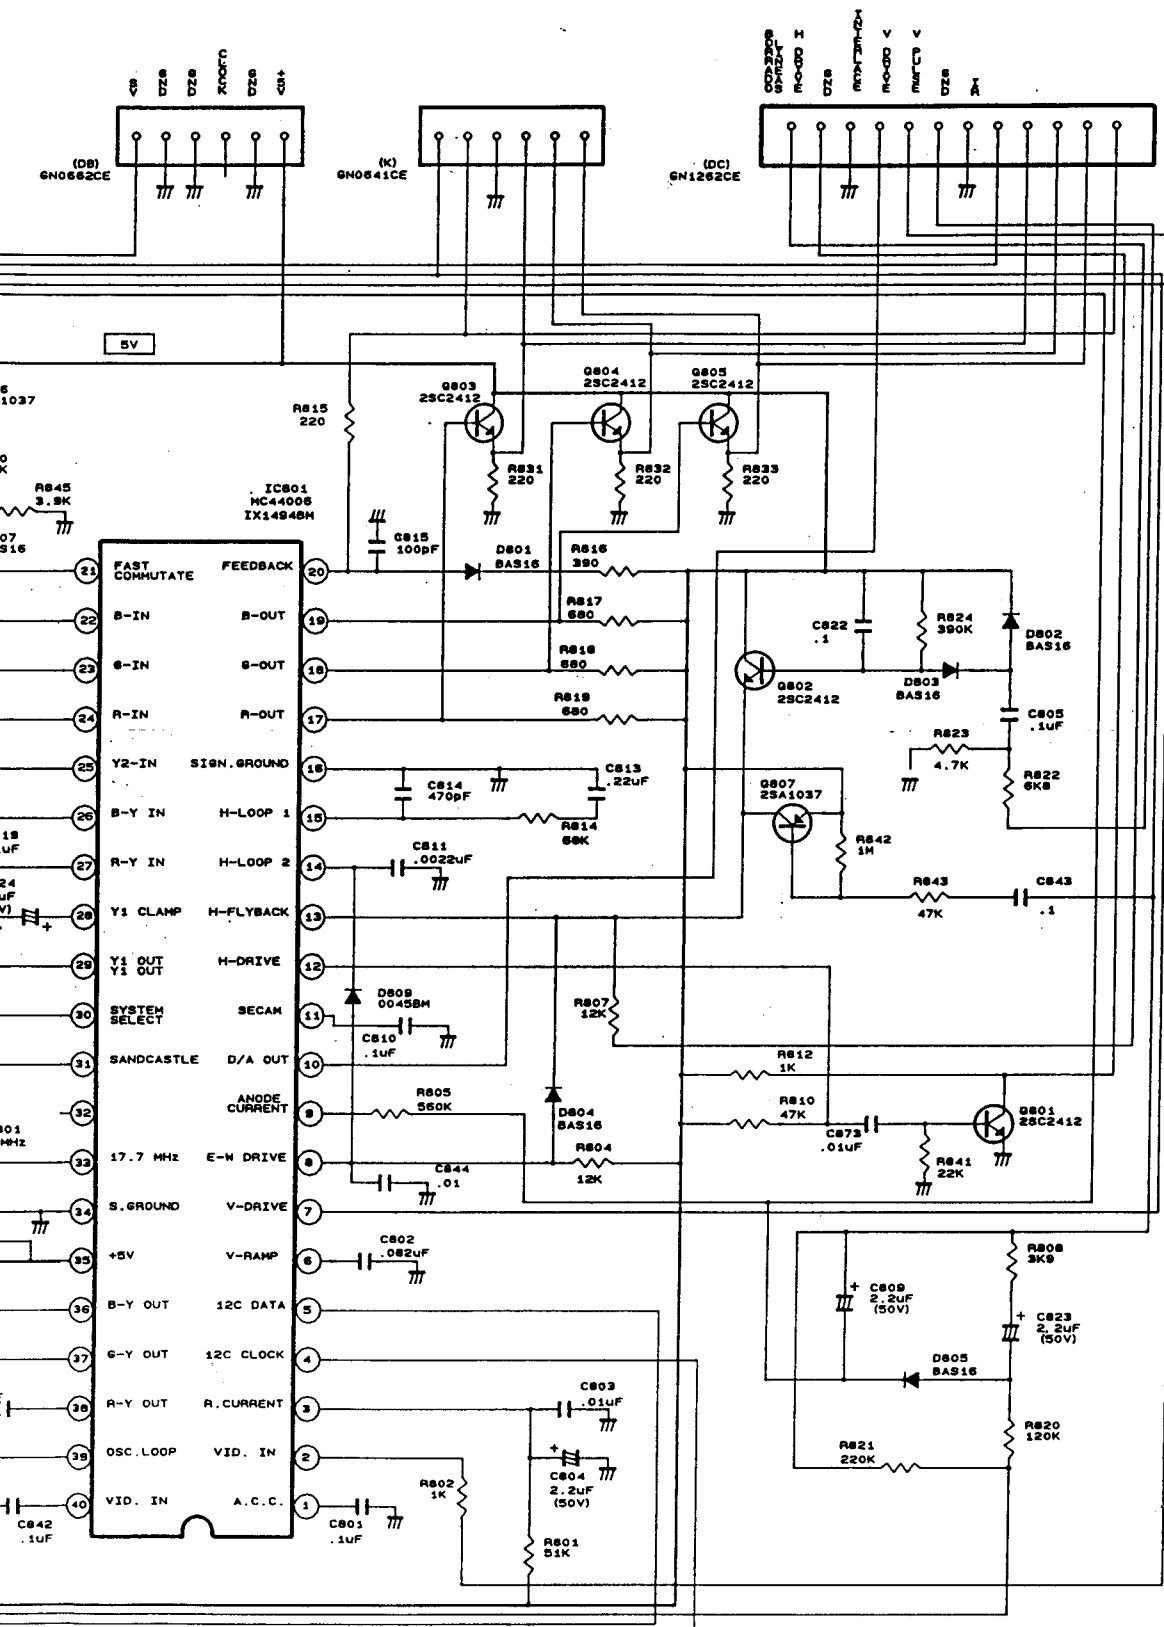 5V
GND
GND
CLOCK
GND
+5V
BORRADO
LINEAS
H DRIVE
GND
INTERLACE
V DRIVE
V PULSE
GND
(DB)
GN0662CE
(K)
GN0641CE
(DC)
GN1262CE
5V
1037
Q803
2SC2412
Q804
2SC2412
Q805
2SC2412
R815
220
R831
220
R832
220
R833
220
R845
3.9K
IC801
MC44006
IX1494BM
C815
100pF
D801
BAS16
R816
390
R817
680
R818
680
R819
680
21
FAST
COMMUTATE
FEEDBACK
20
22
B-IN
B-OUT
19
23
G-IN
G-OUT
18
24
R-IN
R-OUT
17
25
Y2-IN
SIGN.GROUND
16
26
B-Y IN
H-LOOP 1
15
27
R-Y IN
H-LOOP 2
14
28
Y1 CLAMP
H-FLYBACK
13
29
Y1 OUT
Y1 OUT
H-DRIVE
12
30
SYSTEM
SELECT
SECAM
11
31
SANDCASTLE
D/A OUT
10
32
ANODE
CURRENT
9
33
17.7 MHz
E-W DRIVE
8
34
S.GROUND
V-DRIVE
7
35
+5V
V-RAMP
6
36
B-Y OUT
12C DATA
5
37
G-Y OUT
12C CLOCK
4
38
R-Y OUT
R.CURRENT
3
39
OSC.LOOP
VID. IN
2
40
VID. IN
A.C.C.
1
C822
.1
R824
390K
D802
BAS16
Q802
2SC2412
D803
BAS16
C805
.1uF
R823
4.7K
R822
6K8
C814
470pF
C813
.22uF
R814
68K
Q807
2SA1037
R842
1M
C811
.0022uF
R843
47K
C843
.1
D809
0045BM
C810
.1uF
R807
12K
R812
1K
R805
560K
D804
BAS16
R810
47K
C873
.01uF
Q801
2SC2412
R804
12K
R841
22K
C844
.01
C802
.082uF
R808
3K9
C809
2.2uF
(50V)
C823
2.2uF
(50V)
D805
BAS16
C803
.01uF
R820
120K
R821
220K
R802
1K
C804
2.2uF
(50V)
C842
.1uF
C801
.1uF
R801
51K